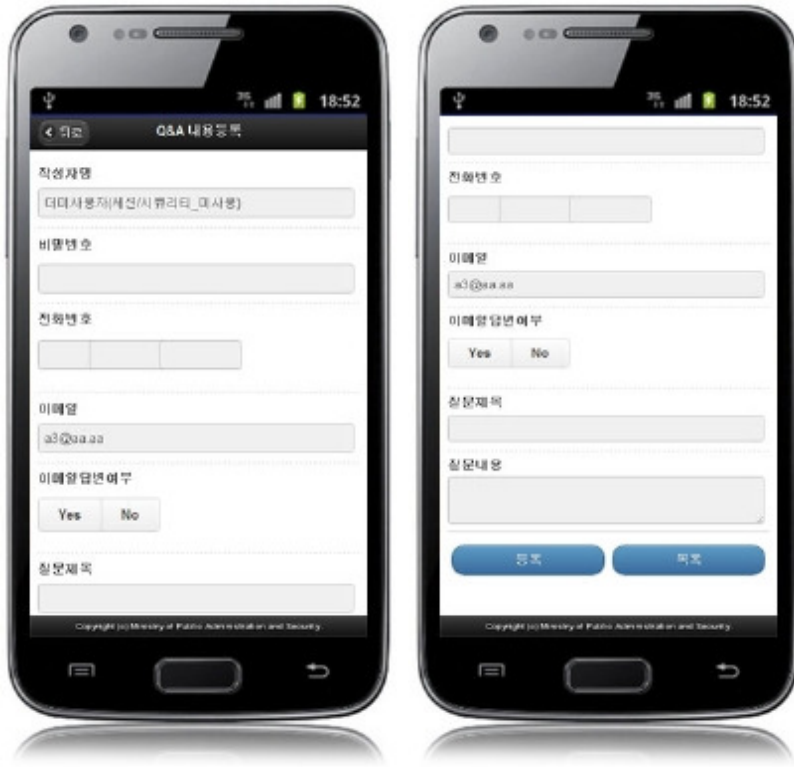 3G
18:52
뒤로
Q&A 내용등록
작성자명
더미사용자(세션/시큐리티_미사용)
비밀번호
전화번호
이메일
a3@aa.aa
이메일답변여부
Yes No
질문제목
Copyright (c) Ministry of Public Administration and Security.
3G
18:52
전화번호
이메일
a3@aa.aa
이메일답변여부
Yes No
질문제목
질문내용
등록 목록
Copyright (c) Ministry of Public Administration and Security.